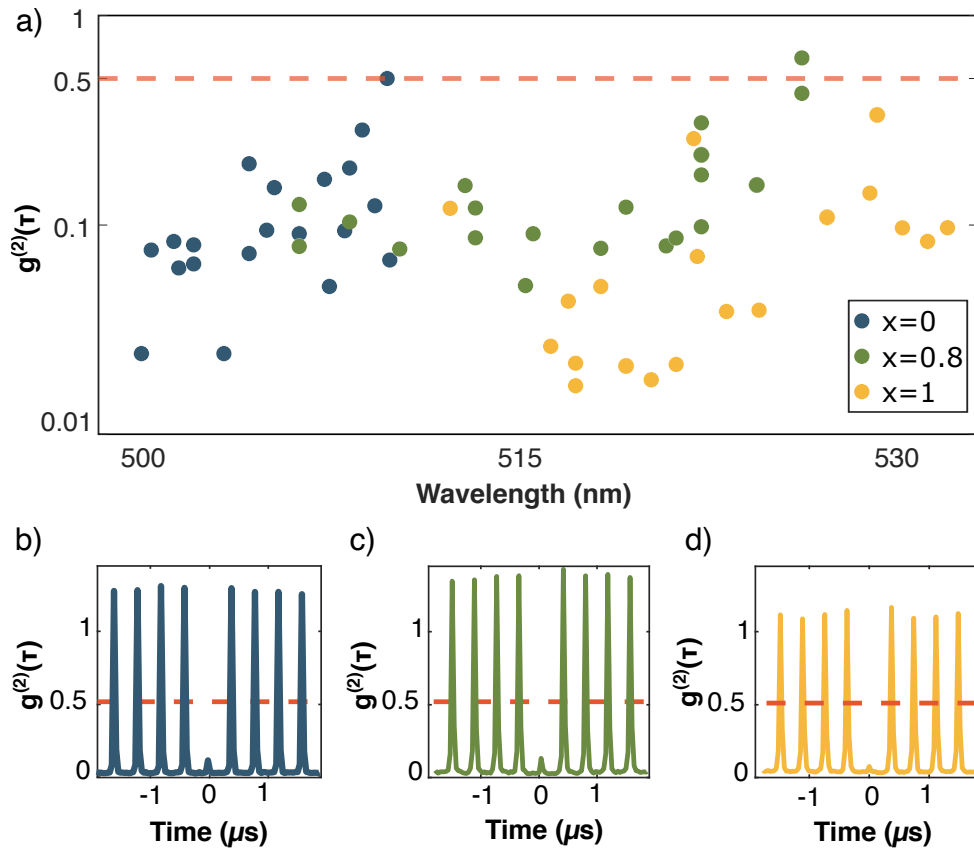 a)
1
0.5
0.1
0.01
g(2)(τ)
x=0
x=0.8
x=1
500
515
530
Wavelength (nm)
b)
c)
d)
1
0.5
0
g(2)(τ)
-1
0
1
Time (μs)
1
0.5
0
g(2)(τ)
-1
0
1
Time (μs)
1
0.5
0
g(2)(τ)
-1
0
1
Time (μs)